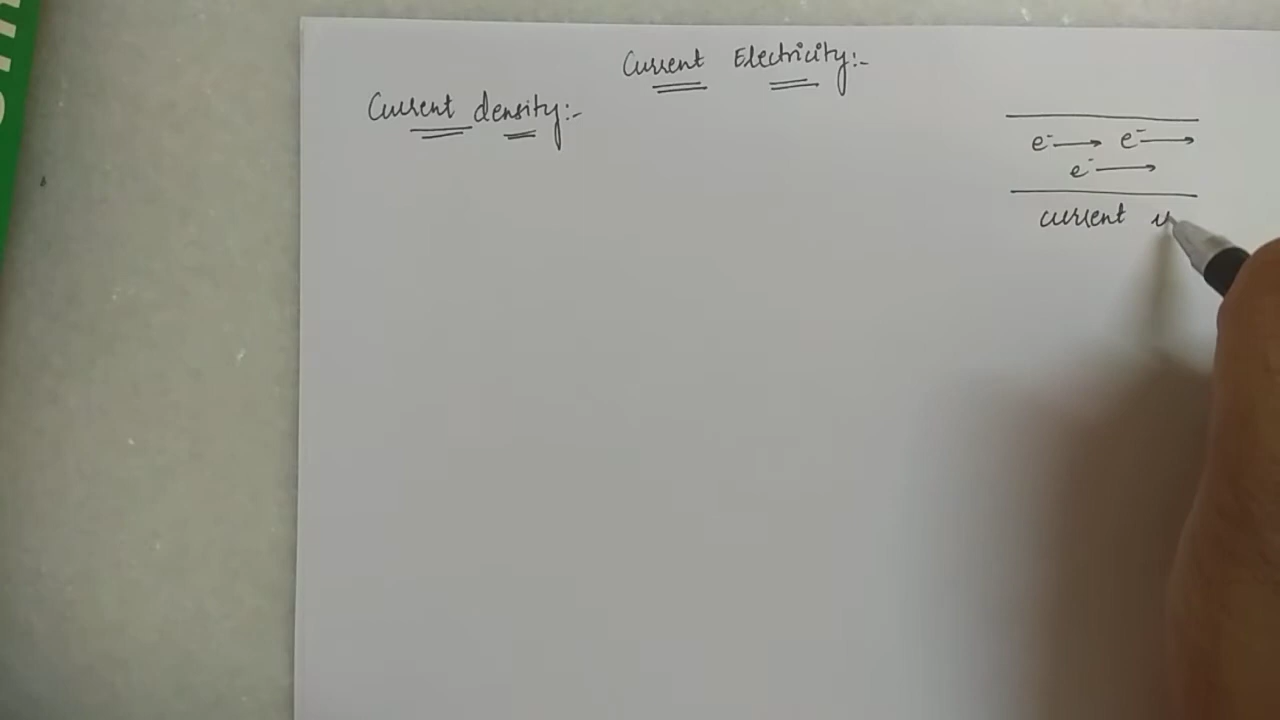 Current Electricity:-
Current density:-
e⁻ → e⁻ →
e⁻ →
current